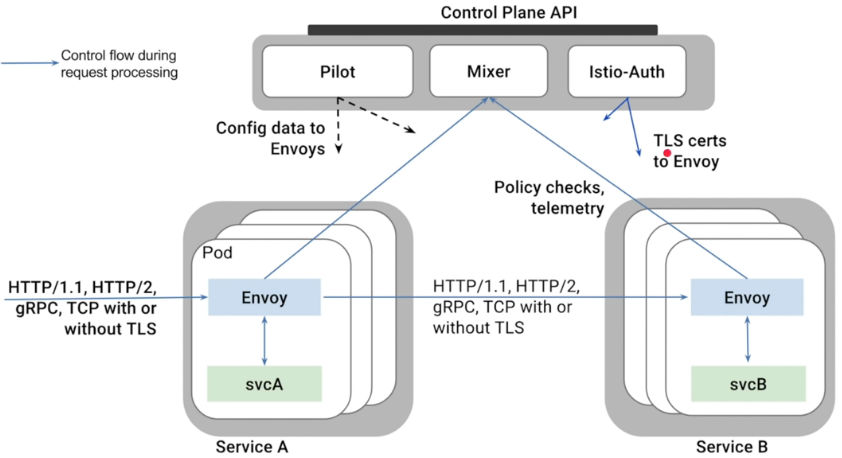 Control Plane API
Control flow during
request processing
Pilot
Mixer
Istio-Auth
Config data to
Envoys
TLS certs
to Envoy
Policy checks,
telemetry
Pod
HTTP/1.1, HTTP/2,
gRPC, TCP with or
without TLS
Envoy
HTTP/1.1, HTTP/2,
gRPC, TCP with or
without TLS
Envoy
svcA
svcB
Service A
Service B